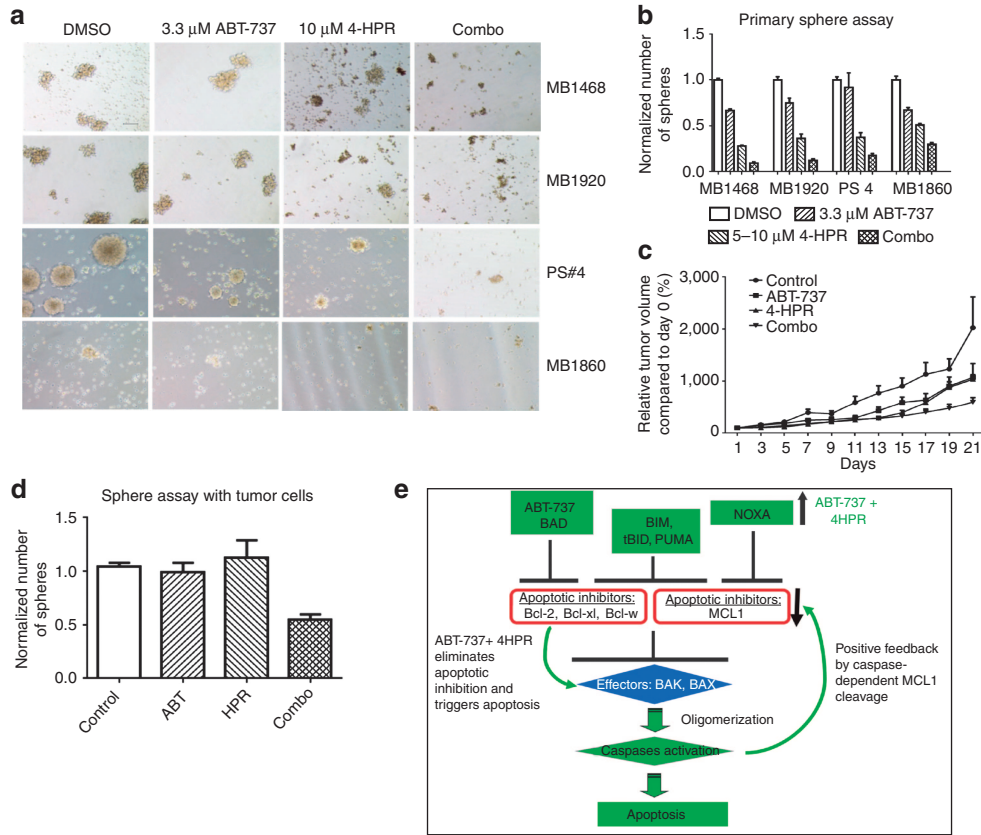 a
DMSO
3.3 μM ABT-737
10 μM 4-HPR
Combo
MB1468
MB1920
PS#4
MB1860
b
Primary sphere assay
Normalized number
of spheres
1.5
1.0
0.5
0.0
MB1468
MB1920
PS 4
MB1860
DMSO
3.3 μM ABT-737
5–10 μM 4-HPR
Combo
c
Relative tumor volume
compared to day 0 (%)
3,000
2,000
1,000
0
Control
ABT-737
4-HPR
Combo
1 3 5 7 9 11 13 15 17 19 21
Days
d
Sphere assay with tumor cells
Normalized number
of spheres
1.5
1.0
0.5
0.0
Control
ABT
HPR
Combo
e
ABT-737
BAD
BIM,
tBID, PUMA
NOXA
ABT-737 +
4HPR
Apoptotic inhibitors:
Bcl-2, Bcl-xl, Bcl-w
Apoptotic inhibitors:
MCL1
ABT-737+ 4HPR
eliminates
apoptotic
inhibition and
triggers apoptosis
Effectors: BAK, BAX
Oligomerization
Caspases activation
Apoptosis
Positive feedback
by caspase-
dependent MCL1
cleavage